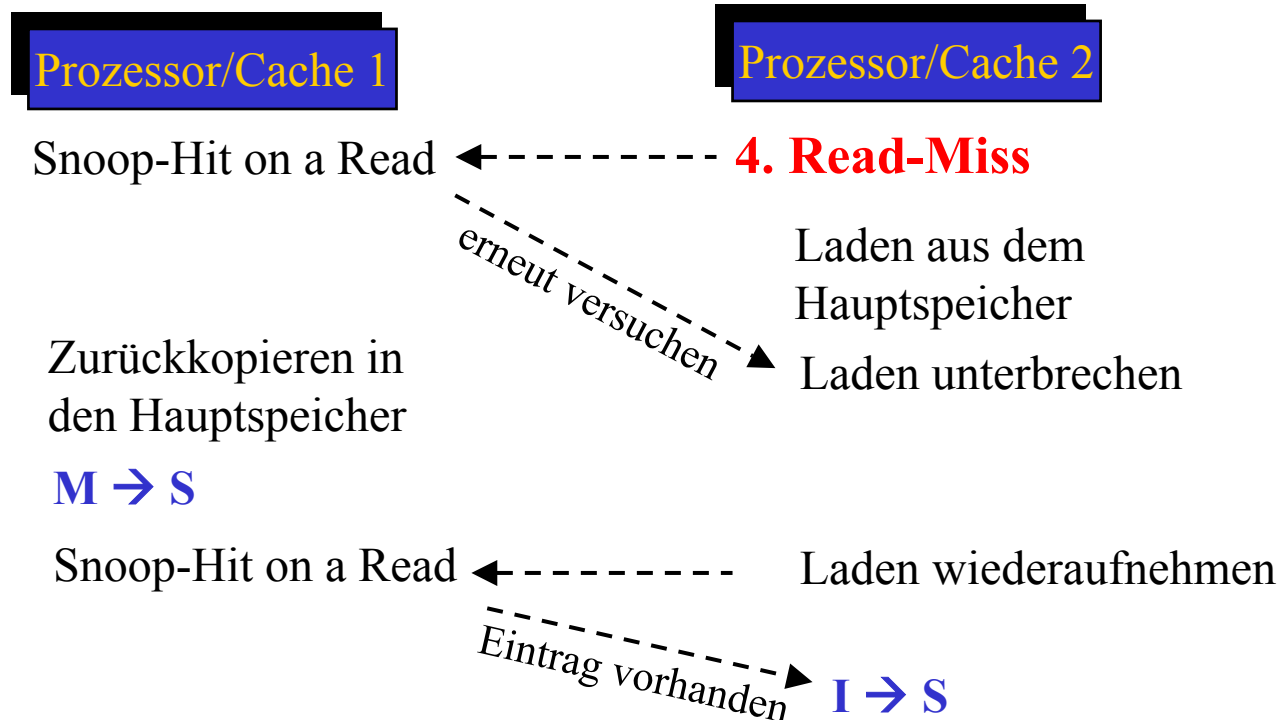 Prozessor/Cache 1
Prozessor/Cache 2
Snoop-Hit on a Read
4. Read-Miss
erneut versuchen
Laden aus dem
Hauptspeicher
Zurückkopieren in
den Hauptspeicher
Laden unterbrechen
M → S
Snoop-Hit on a Read
Laden wiederaufnehmen
Eintrag vorhanden
I → S